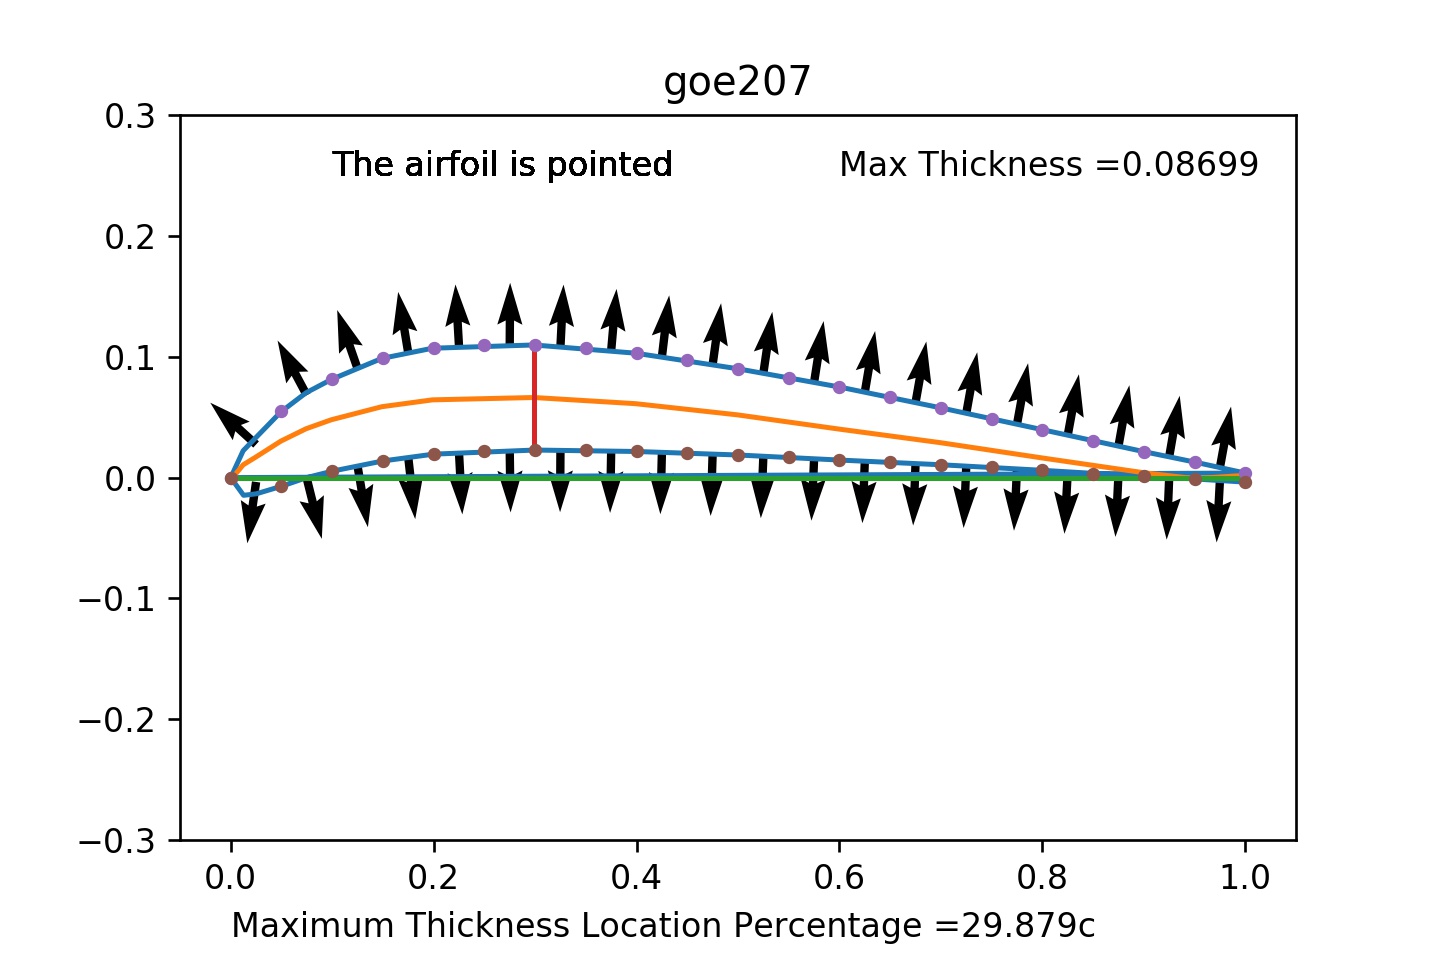 goe207
The airfoil is pointed
Max Thickness =0.08699
0.3
0.2
0.1
0.0
−0.1
−0.2
−0.3
0.0 0.2 0.4 0.6 0.8 1.0
Maximum Thickness Location Percentage =29.879c